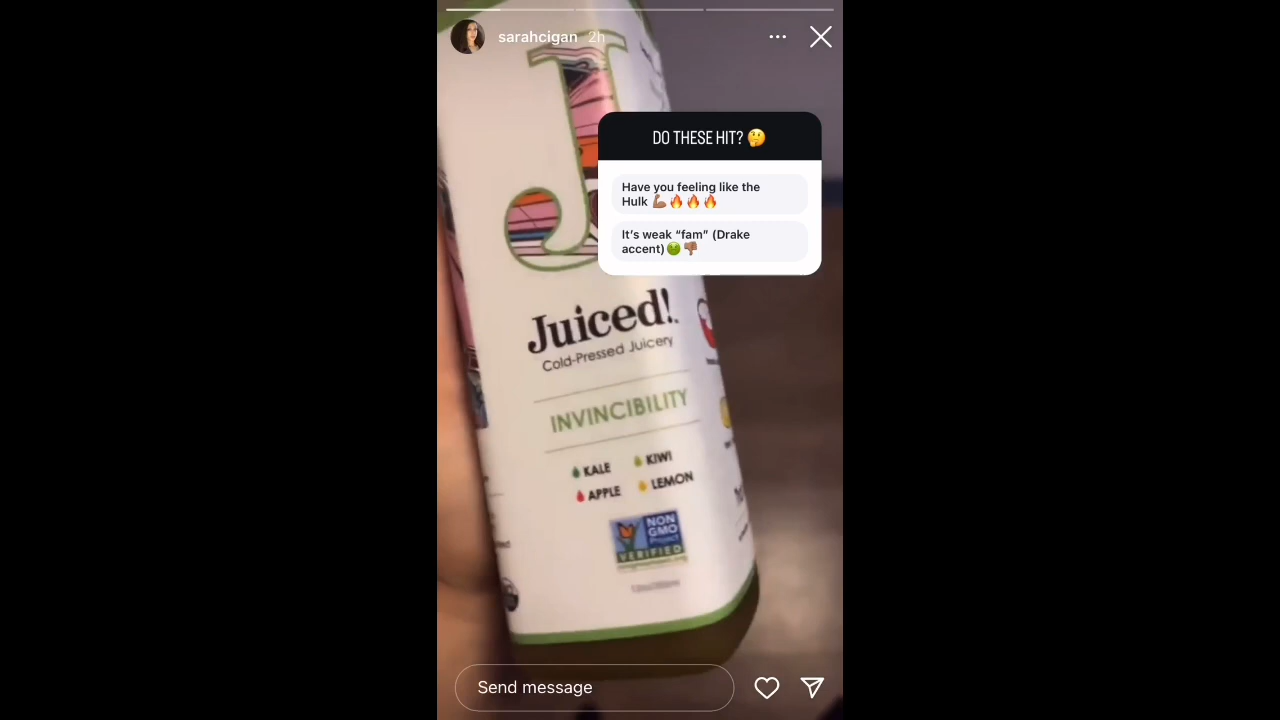 sarahcigan 2h
DO THESE HIT? 🤔
Have you feeling like the
Hulk 💪🏽🔥🔥🔥
It's weak “fam” (Drake
accent)🤢👎🏽
J
Juiced!
Cold-Pressed Juicery
INVINCIBILITY
KALE KIWI
APPLE LEMON
NON
GMO
Project
VERIFIED
Send message